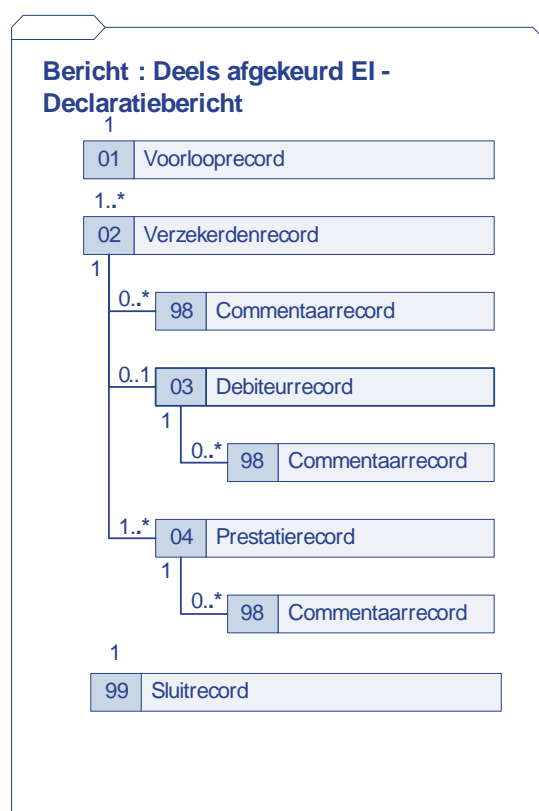 Bericht : Deels afgekeurd EI -
Declaratiebericht
1
01 Voorlooprecord
1..*
02 Verzekerdenrecord
1
0..* 98 Commentaarrecord
0..1 03 Debiteurrecord
1
0..* 98 Commentaarrecord
1..* 04 Prestatierecord
1
0..* 98 Commentaarrecord
1
99 Sluitrecord